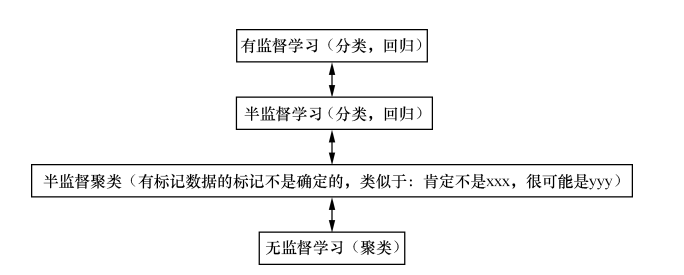 有监督学习（分类，回归）
半监督学习（分类，回归）
半监督聚类（有标记数据的标记不是确定的，类似于：肯定不是xxx，很可能是yyy）
无监督学习（聚类）